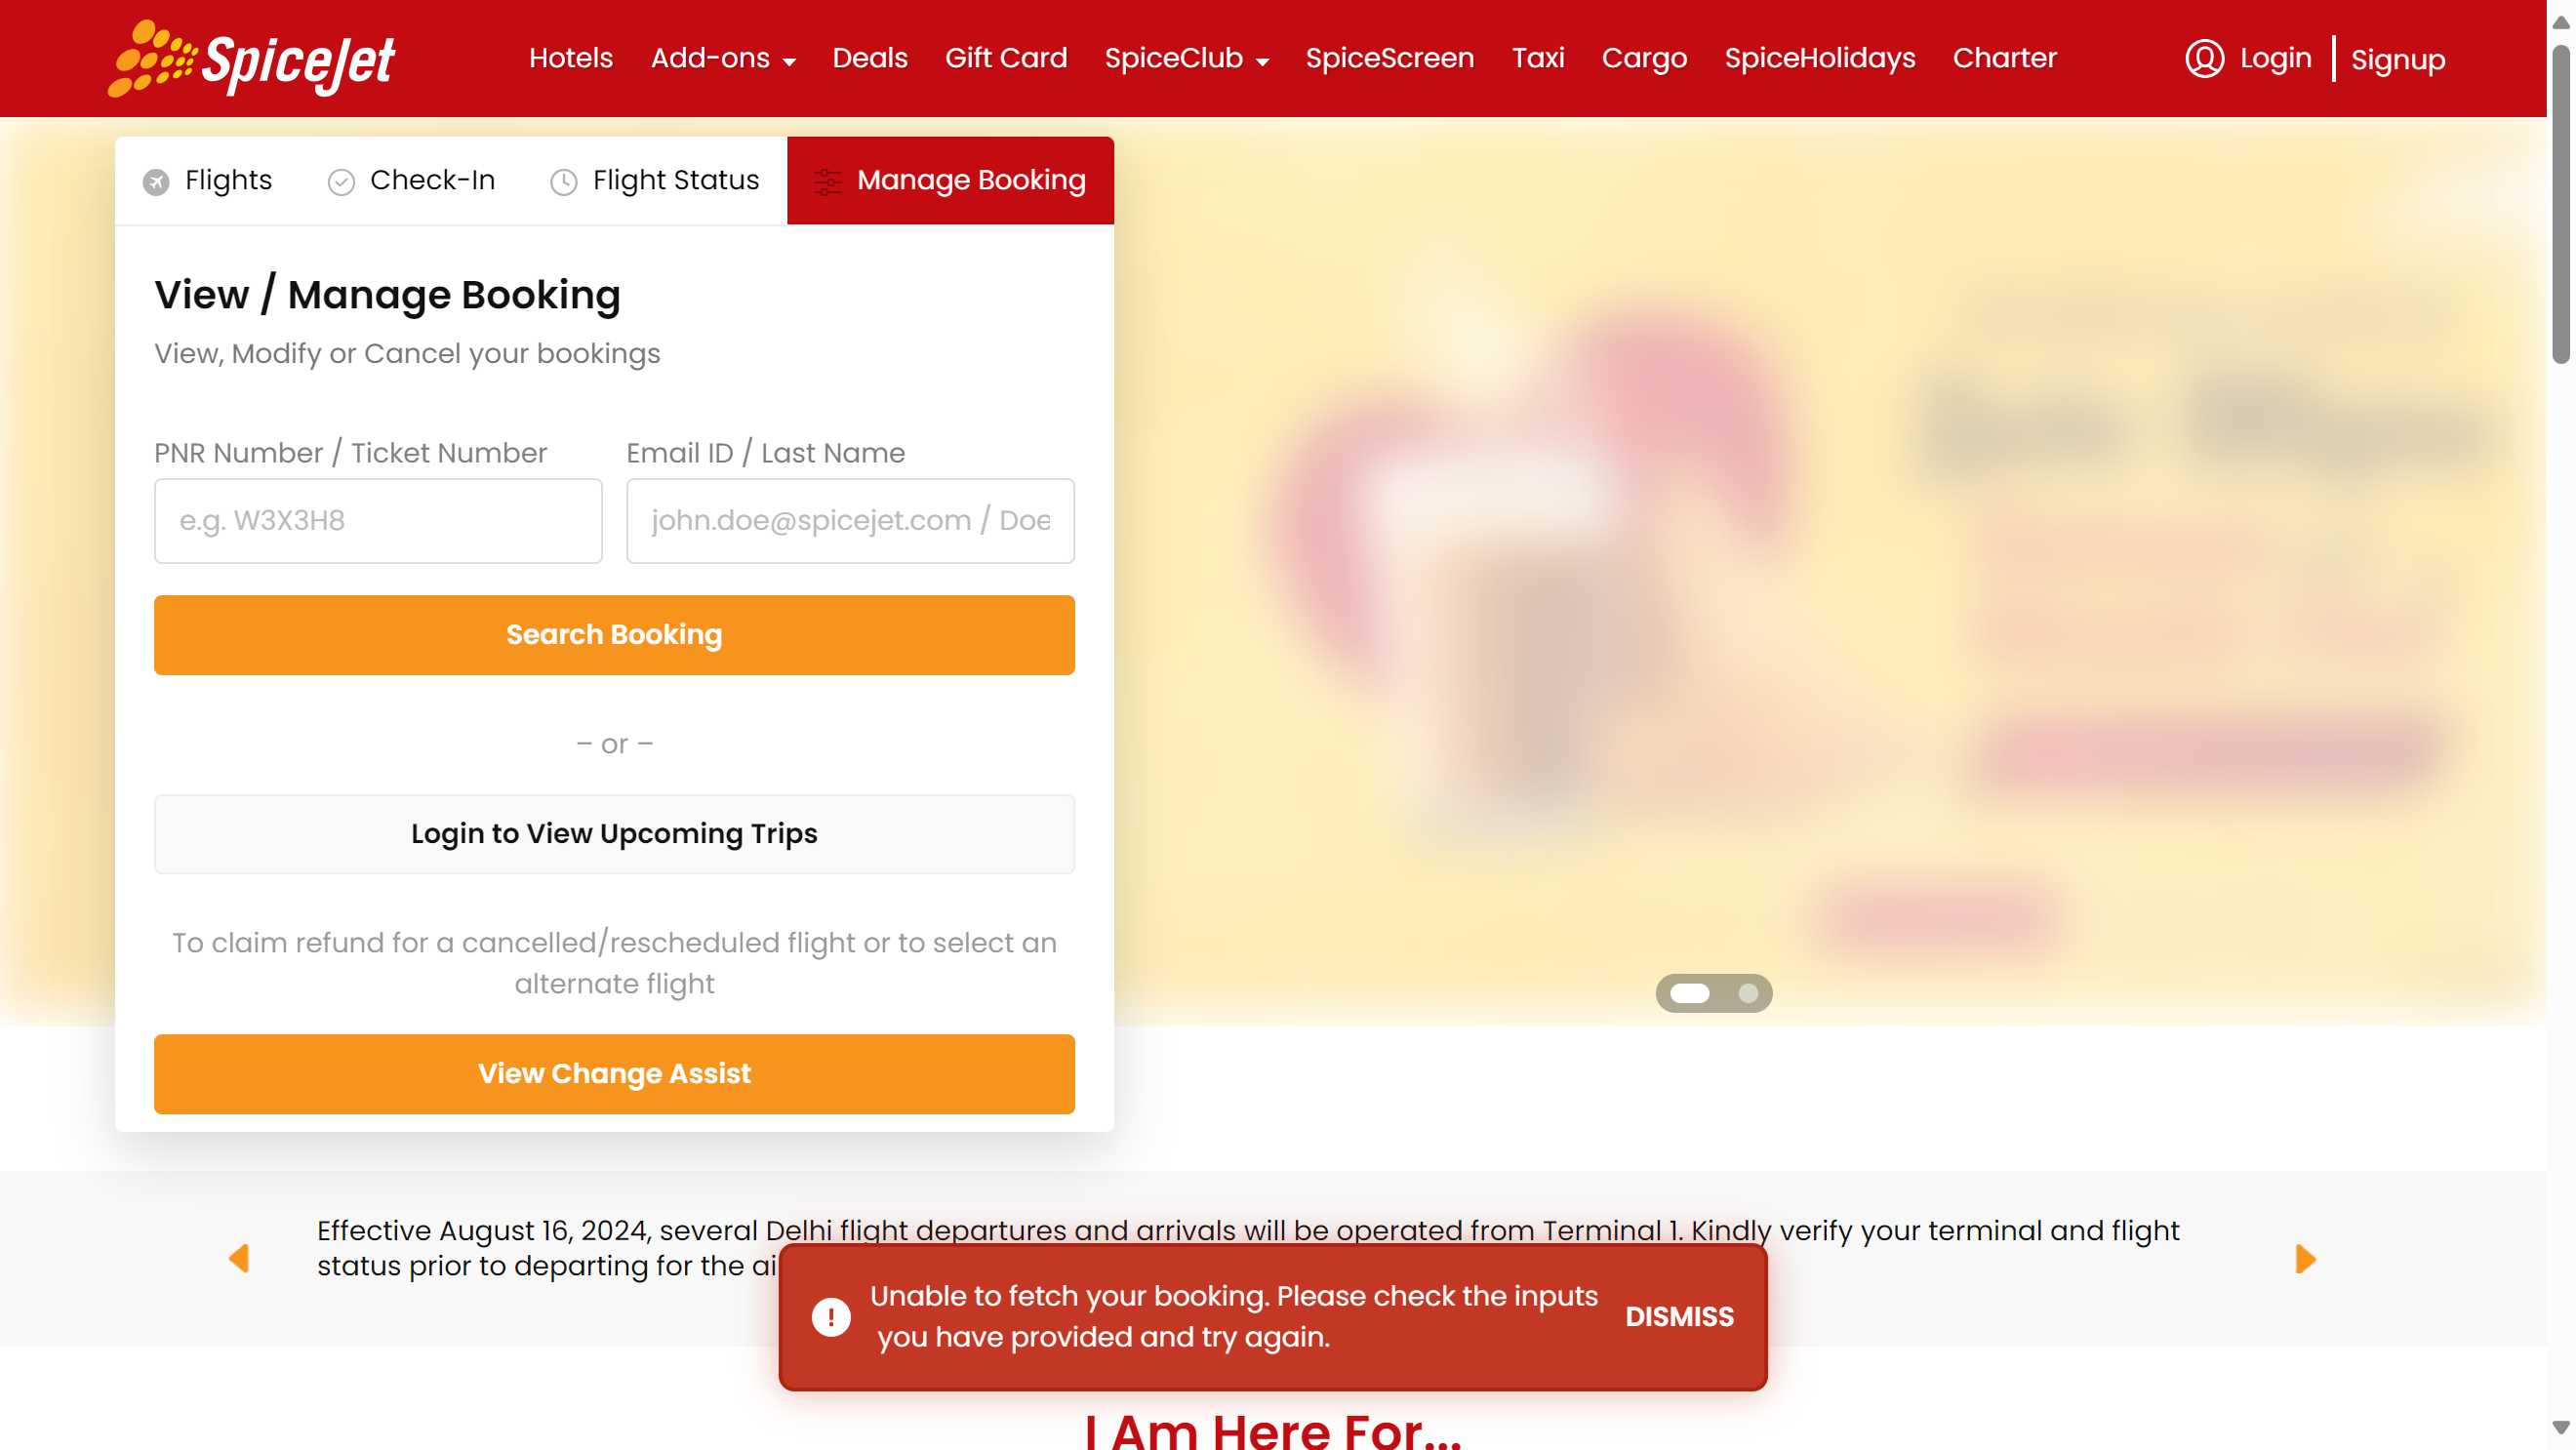 SpiceJet
Hotels Add-ons Deals Gift Card SpiceClub SpiceScreen Taxi Cargo SpiceHolidays Charter Login Signup
Flights Check-In Flight Status Manage Booking
View / Manage Booking
View, Modify or Cancel your bookings
PNR Number / Ticket Number Email ID / Last Name
e.g. W3X3H8 john.doe@spicejet.com / Doe
Search Booking
– or –
Login to View Upcoming Trips
To claim refund for a cancelled/rescheduled flight or to select an
alternate flight
View Change Assist
Effective August 16, 2024, several Delhi flight departures and arrivals will be operated from Terminal 1. Kindly verify your terminal and flight
status prior to departing for the ai
Unable to fetch your booking. Please check the inputs
you have provided and try again.
DISMISS
I Am Here For...